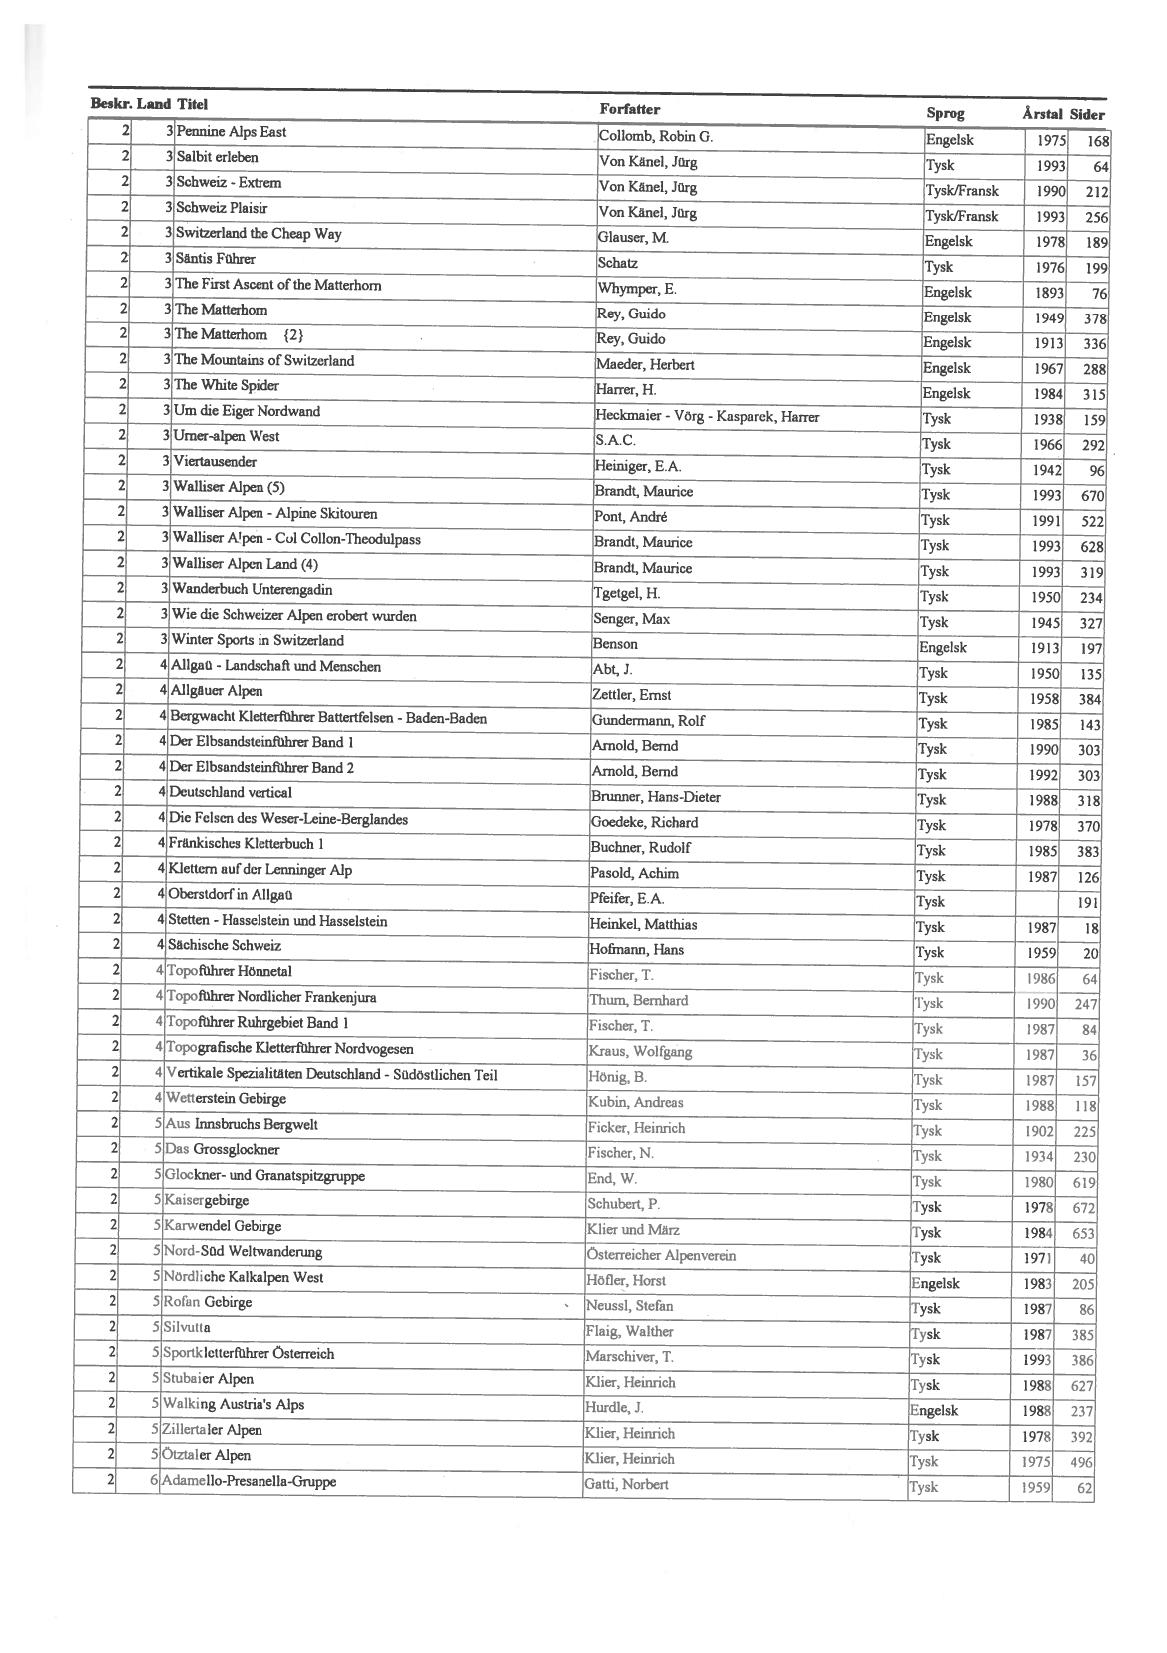 Beskr. Land Titel Forfatter Sprog Årstal Sider
2 3 Pennine Alps East Collomb, Robin G. Engelsk 1975 168
2 3 Salbit erleben Von Känel, Jürg Tysk 1993 64
2 3 Schweiz - Extrem Von Känel, Jürg Tysk/Fransk 1990 212
2 3 Schweiz Plaisir Von Känel, Jürg Tysk/Fransk 1993 256
2 3 Switzerland the Cheap Way Glauser, M. Engelsk 1978 189
2 3 Säntis Führer Schatz Tysk 1976 199
2 3 The First Ascent of the Matterhorn Whymper, E. Engelsk 1893 76
2 3 The Matterhorn Rey, Guido Engelsk 1949 378
2 3 The Matterhorn {2} Rey, Guido Engelsk 1913 336
2 3 The Mountains of Switzerland Maeder, Herbert Engelsk 1967 288
2 3 The White Spider Harrer, H. Engelsk 1984 315
2 3 Um die Eiger Nordwand Heckmaier - Vörg - Kasparek, Harrer Tysk 1938 159
2 3 Urner-alpen West S.A.C. Tysk 1966 292
2 3 Viertausender Heiniger, E.A. Tysk 1942 96
2 3 Walliser Alpen (5) Brandt, Maurice Tysk 1993 670
2 3 Walliser Alpen - Alpine Skitouren Pont, André Tysk 1991 522
2 3 Walliser Alpen - Col Collon-Theodulpass Brandt, Maurice Tysk 1993 628
2 3 Walliser Alpen Land (4) Brandt, Maurice Tysk 1993 319
2 3 Wanderbuch Unterengadin Tgetgel, H. Tysk 1950 234
2 3 Wie die Schweizer Alpen erobert wurden Senger, Max Tysk 1945 327
2 3 Winter Sports in Switzerland Benson Engelsk 1913 197
2 4 Allgaü - Landschaft und Menschen Abt, J. Tysk 1950 135
2 4 Allgäuer Alpen Zettler, Ernst Tysk 1958 384
2 4 Bergwacht Kletterführer Battertfelsen - Baden-Baden Gundermann, Rolf Tysk 1985 143
2 4 Der Elbsandsteinführer Band 1 Arnold, Bernd Tysk 1990 303
2 4 Der Elbsandsteinführer Band 2 Arnold, Bernd Tysk 1992 303
2 4 Deutschland vertical Brunner, Hans-Dieter Tysk 1988 318
2 4 Die Felsen des Weser-Leine-Berglandes Goedeke, Richard Tysk 1978 370
2 4 Fränkisches Kletterbuch 1 Buchner, Rudolf Tysk 1985 383
2 4 Klettern auf der Lenninger Alp Pasold, Achim Tysk 1987 126
2 4 Oberstdorf in Allgaü Pfeifer, E.A. Tysk 191
2 4 Stetten - Hasselstein und Hasselstein Heinkel, Matthias Tysk 1987 18
2 4 Sächische Schweiz Hofmann, Hans Tysk 1959 20
2 4 Topoführer Hönnetal Fischer, T. Tysk 1986 64
2 4 Topoführer Nordlicher Frankenjura Thum, Bernhard Tysk 1990 247
2 4 Topoführer Ruhrgebiet Band 1 Fischer, T. Tysk 1987 84
2 4 Topografische Kletterführer Nordvogesen Kraus, Wolfgang Tysk 1987 36
2 4 Vertikale Spezialitäten Deutschland - Südöstlichen Teil Hönig, B. Tysk 1987 157
2 4 Wetterstein Gebirge Kubin, Andreas Tysk 1988 118
2 5 Aus Innsbruchs Bergwelt Ficker, Heinrich Tysk 1902 225
2 5 Das Grossglockner Fischer, N. Tysk 1934 230
2 5 Glockner- und Granatspitzgruppe End, W. Tysk 1980 619
2 5 Kaisergebirge Schubert, P. Tysk 1978 672
2 5 Karwendel Gebirge Klier und März Tysk 1984 653
2 5 Nord-Süd Weltwanderung Österreicher Alpenverein Tysk 1971 40
2 5 Nördliche Kalkalpen West Höfler, Horst Engelsk 1983 205
2 5 Rofan Gebirge Neussl, Stefan Tysk 1987 86
2 5 Silvutta Flaig, Walther Tysk 1987 385
2 5 Sportkletterführer Österreich Marschiver, T. Tysk 1993 386
2 5 Stubaier Alpen Klier, Heinrich Tysk 1988 627
2 5 Walking Austria's Alps Hurdle, J. Engelsk 1988 237
2 5 Zillertaler Alpen Klier, Heinrich Tysk 1978 392
2 5 Ötztaler Alpen Klier, Heinrich Tysk 1975 496
2 6 Adamello-Presanella-Gruppe Gatti, Norbert Tysk 1959 62